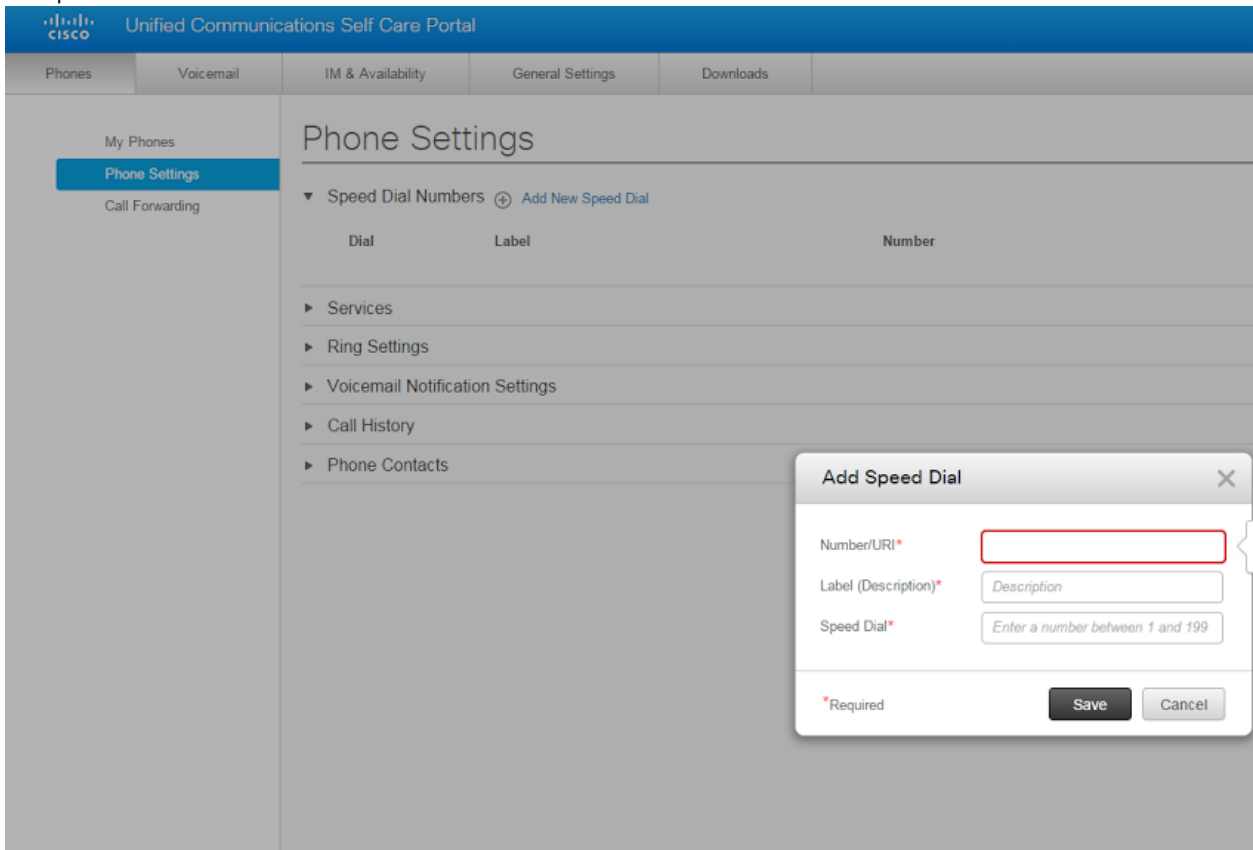 cisco Unified Communications Self Care Portal
Phones Voicemail IM & Availability General Settings Downloads
My Phones
Phone Settings
Call Forwarding
Phone Settings
Speed Dial Numbers Add New Speed Dial
Dial Label Number
Services
Ring Settings
Voicemail Notification Settings
Call History
Phone Contacts
Add Speed Dial
Number/URI*
Label (Description)* Description
Speed Dial* Enter a number between 1 and 199
*Required Save Cancel